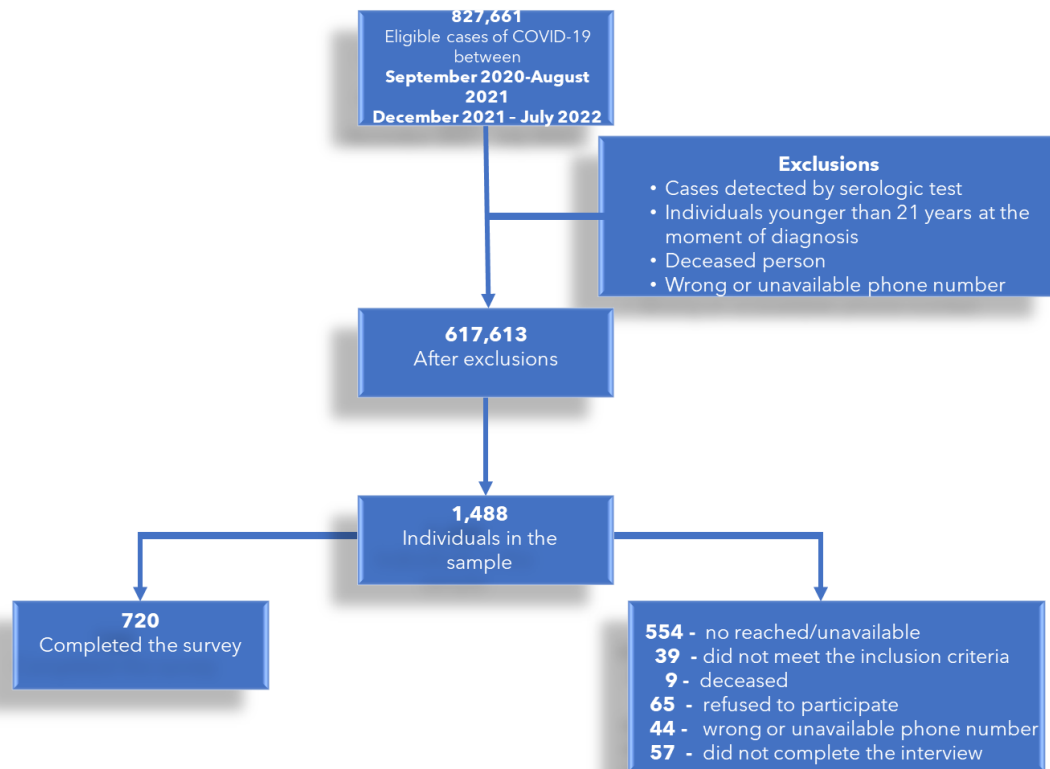 827,661
Eligible cases of COVID-19
between
September 2020-August
2021
December 2021 – July 2022
Exclusions
• Cases detected by serologic test
• Individuals younger than 21 years at the
moment of diagnosis
• Deceased person
• Wrong or unavailable phone number
617,613
After exclusions
1,488
Individuals in the
sample
720
Completed the survey
554 - no reached/unavailable
39 - did not meet the inclusion criteria
9 - deceased
65 - refused to participate
44 - wrong or unavailable phone number
57 - did not complete the interview